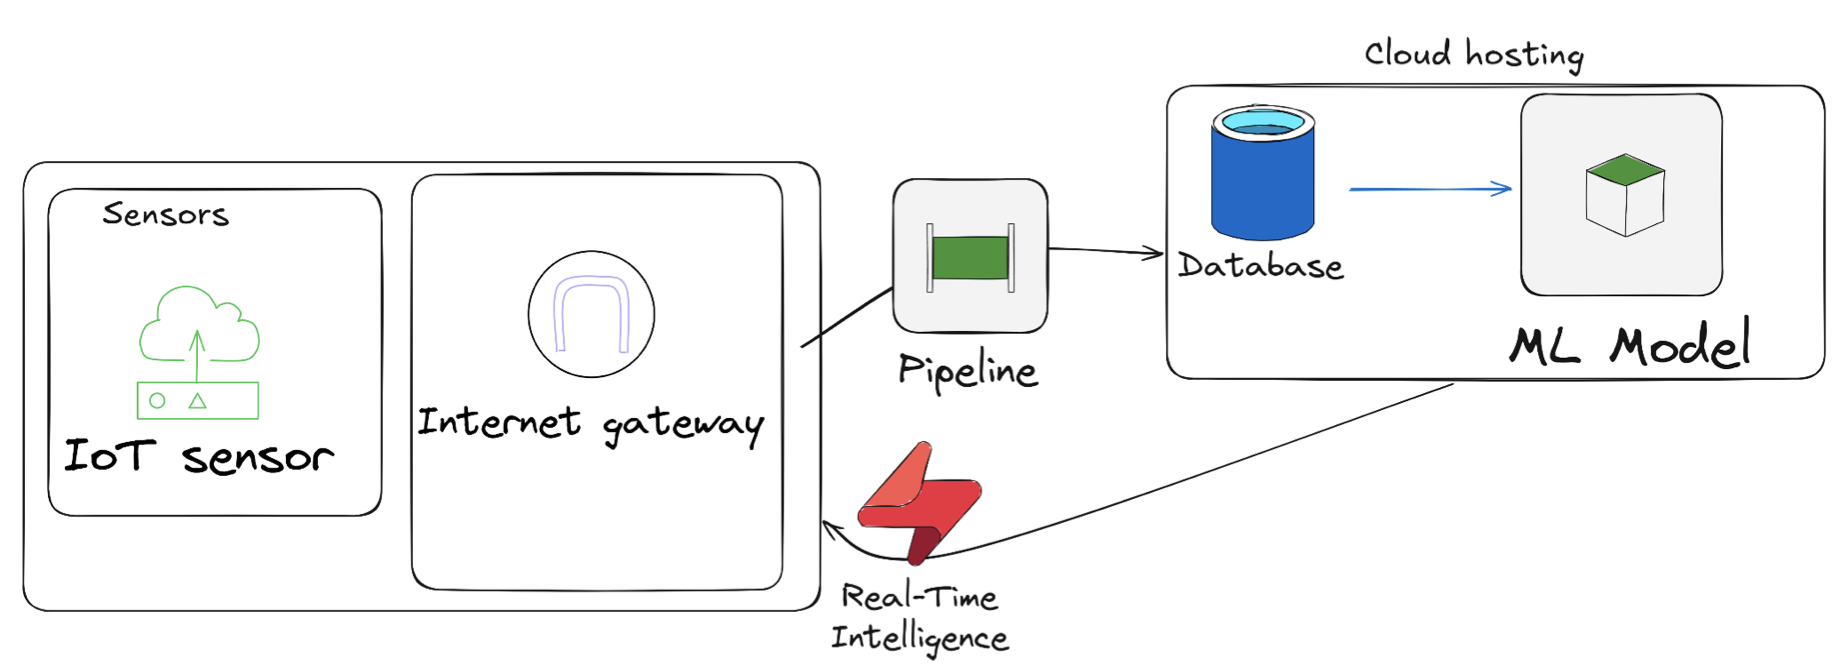 Cloud hosting
Sensors
IoT sensor
Internet gateway
Pipeline
Database
ML Model
Real-Time
Intelligence